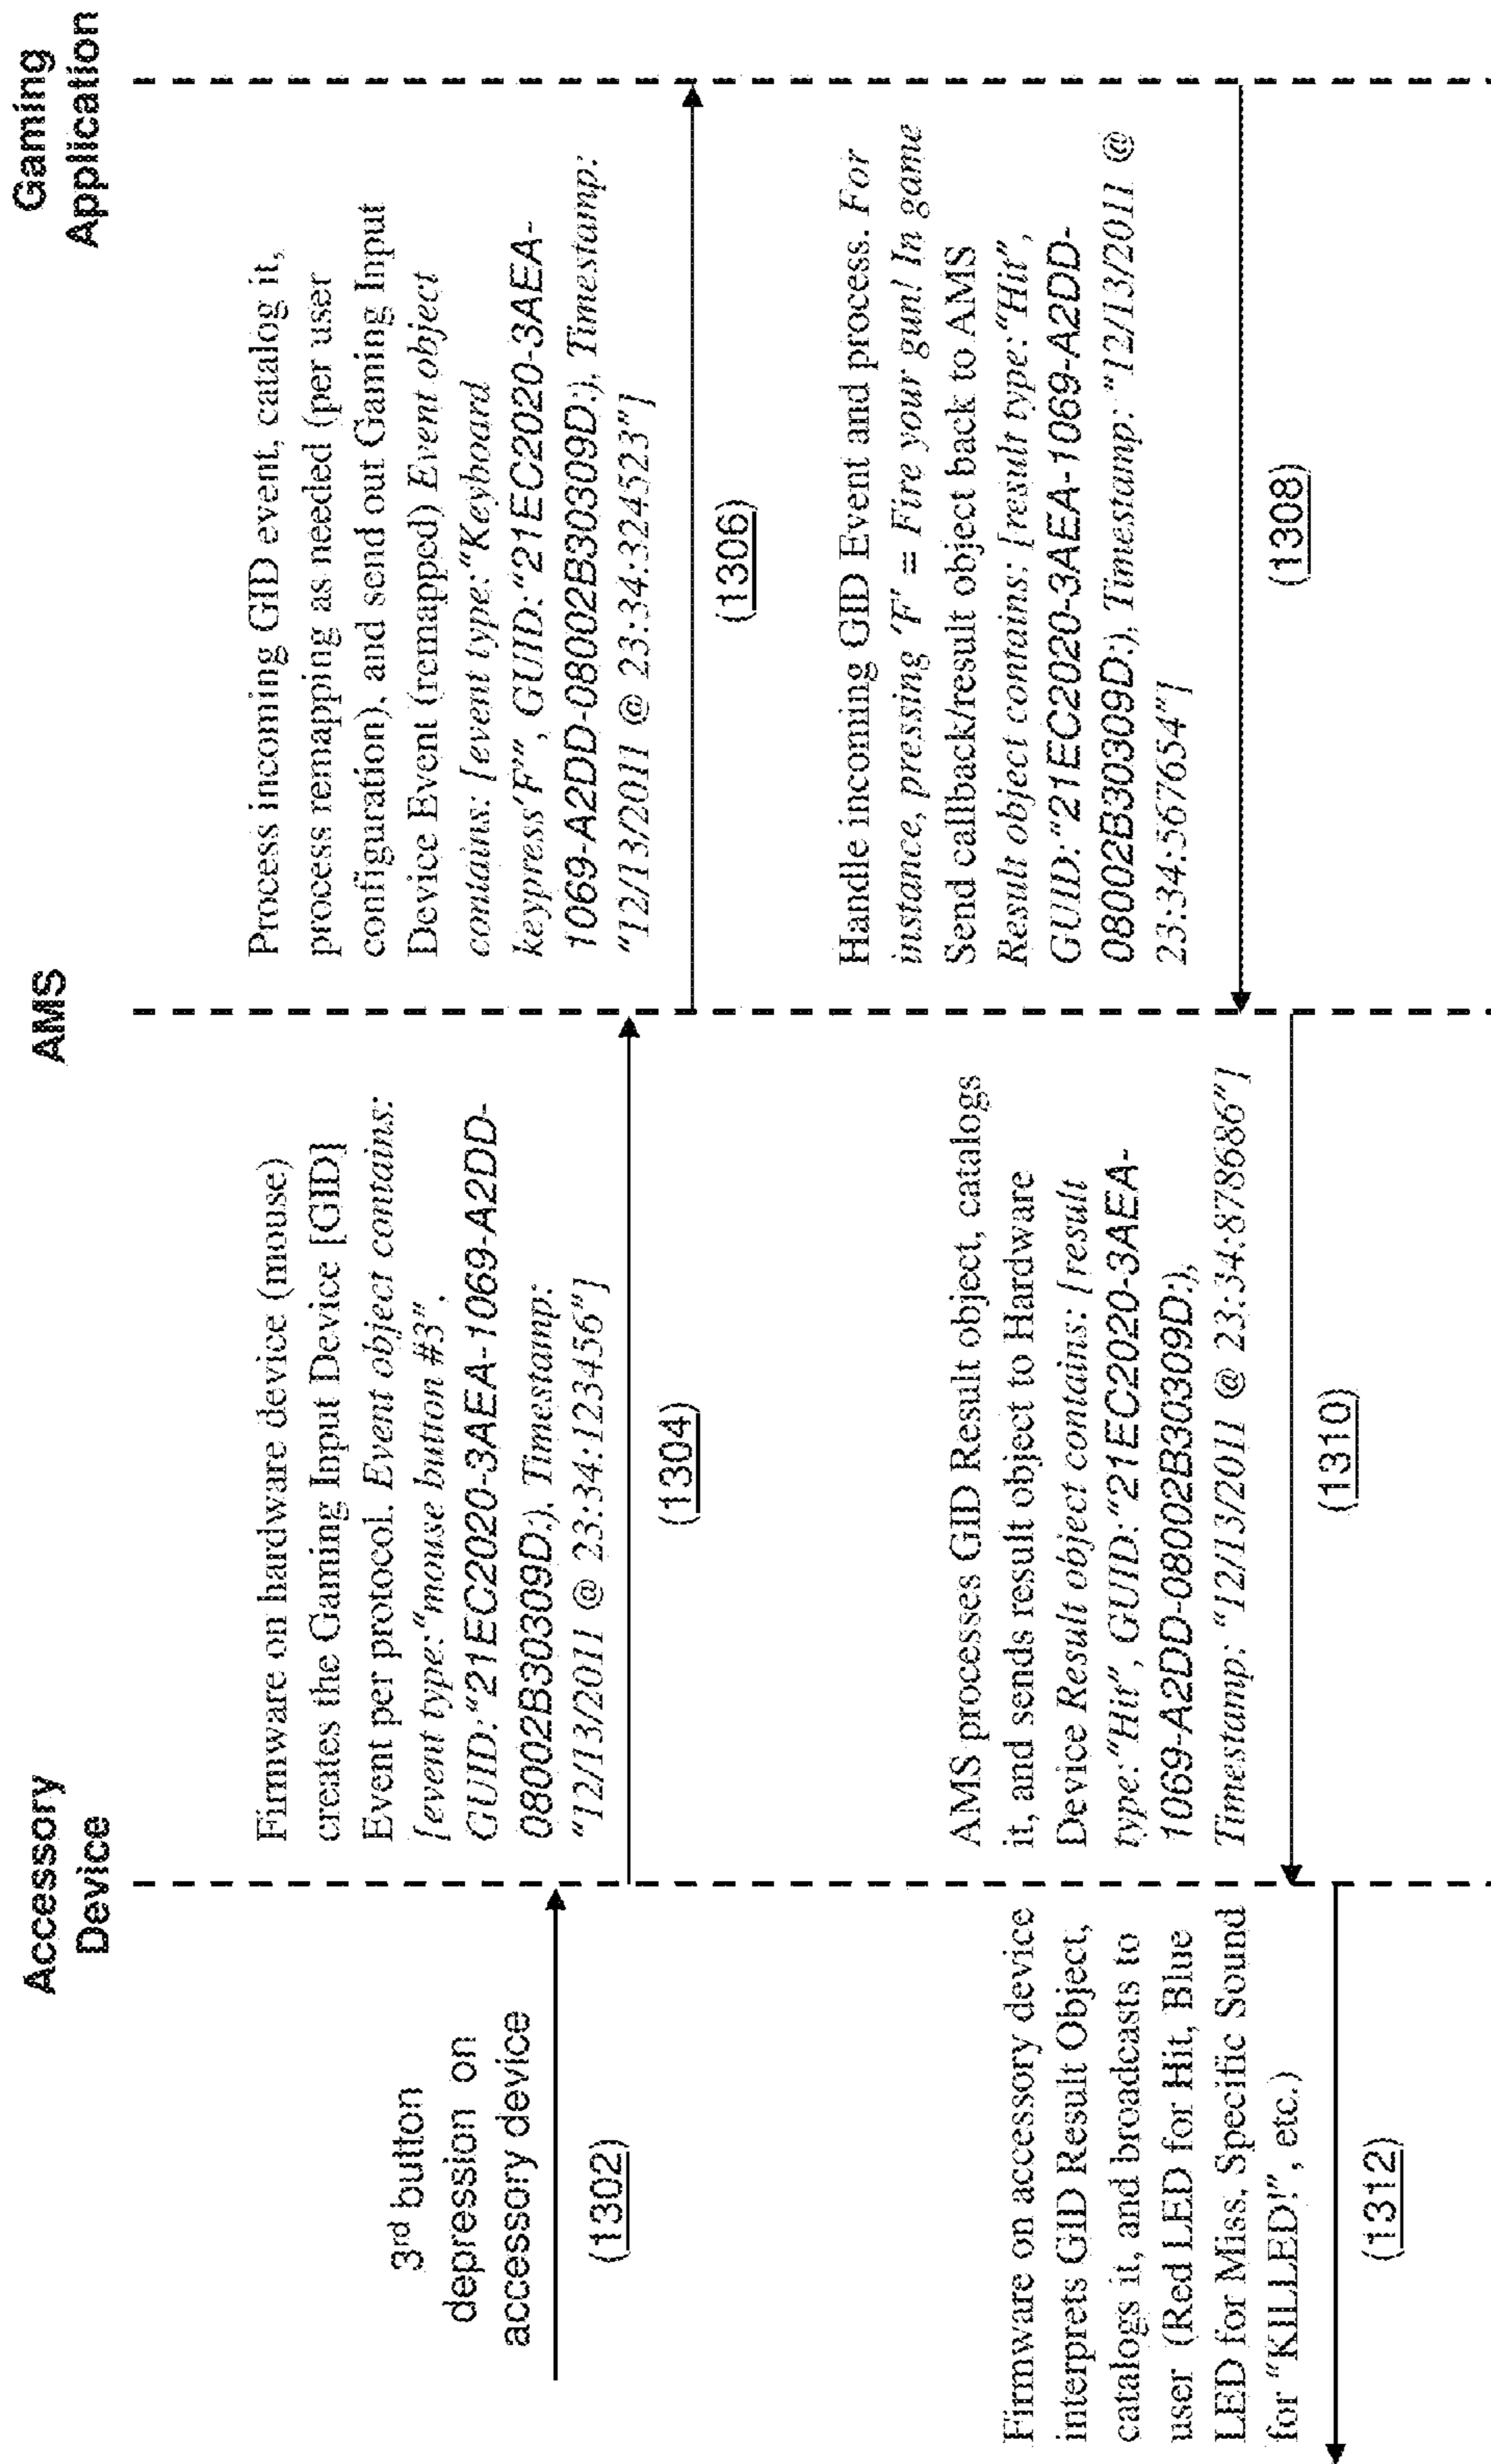 Accessory
Device
AMS
Gaming
Application
3rd button
depression on
accessory device
(1302)
Firmware on hardware device (mouse)
creates the Gaming Input Device [GID]
Event per protocol. Event object contains:
[event type:"mouse button #3",
GUID:"21EC2020-3AEA-1069-A2DD-
08002B30309D:), Timestamp:
"12/13/2011 @ 23:34:123456"]
(1304)
Process incoming GID event, catalog it,
process remapping as needed (per user
configuration), and send out Gaming Input
Device Event (remapped) Event object
contains: [event type:"Keyboard
keypress'F'", GUID:"21EC2020-3AEA-
1069-A2DD-08002B30309D:), Timestamp:
"12/13/2011 @ 23:34:324523"]
(1306)
Handle incoming GID Event and process. For
instance, pressing 'F' = Fire your gun! In game
Send callback/result object back to AMS
Result object contains: [result type:"Hit",
GUID:"21EC2020-3AEA-1069-A2DD-
08002B30309D:), Timestamp: "12/13/2011 @
23:34:567654"]
(1308)
AMS processes GID Result object, catalogs
it, and sends result object to Hardware
Device Result object contains: [result
type:"Hit", GUID:"21EC2020-3AEA-
1069-A2DD-08002B30309D:),
Timestamp: "12/13/2011 @ 23:34:878686"]
(1310)
Firmware on accessory device
interprets GID Result Object,
catalogs it, and broadcasts to
user (Red LED for Hit, Blue
LED for Miss, Specific Sound
for "KILLED!", etc.)
(1312)